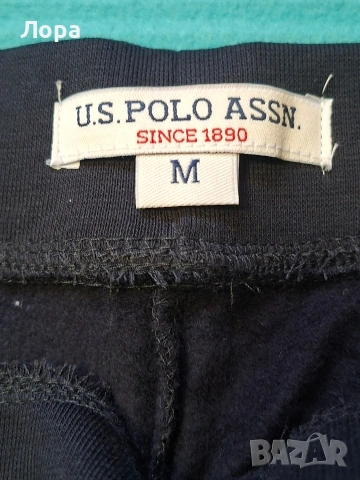 Лора
U.S. POLO ASSN.
SINCE 1890
M
BAZAR